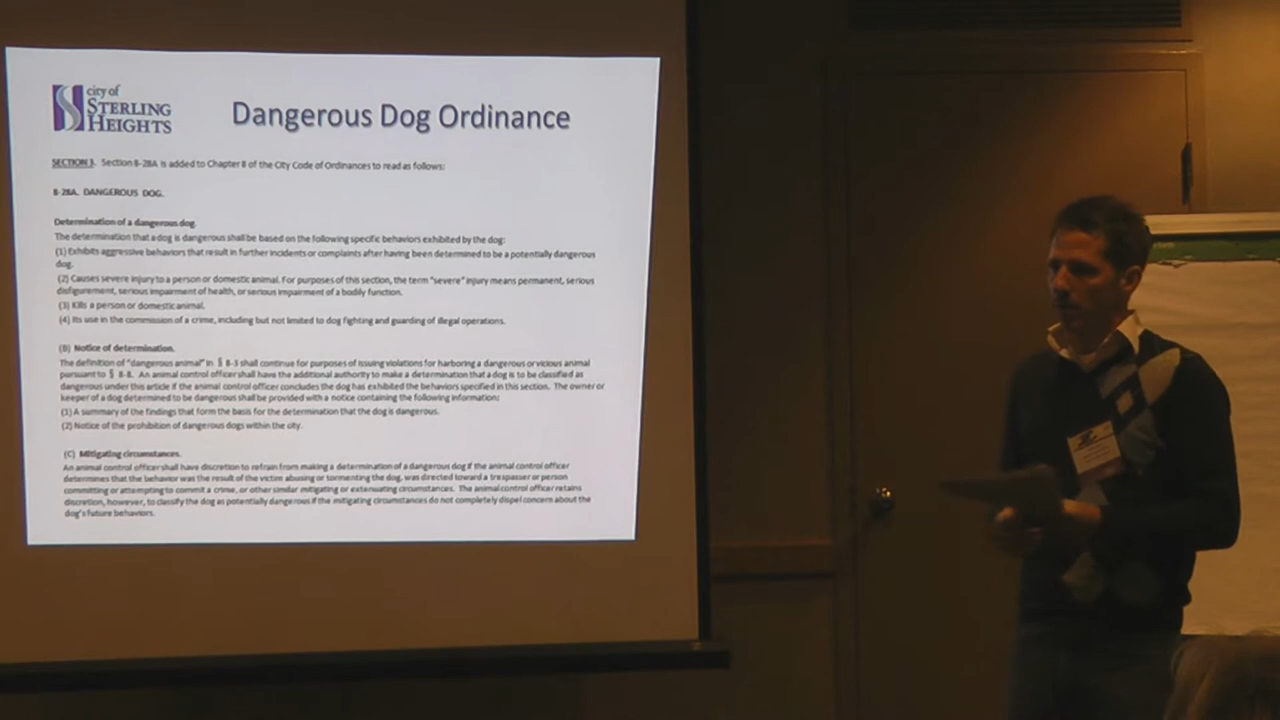 city of
STERLING
HEIGHTS
Dangerous Dog Ordinance
SECTION 3. Section 8-28A is added to Chapter 8 of the City Code of Ordinances to read as follows:
8-28A. DANGEROUS DOG.
Determination of a dangerous dog.
The determination that a dog is dangerous shall be based on the following specific behaviors exhibited by the dog:
(1) Exhibits aggressive behaviors that result in further incidents or complaints after having been determined to be a potentially dangerous
dog.
(2) Causes severe injury to a person or domestic animal. For purposes of this section, the term "severe" injury means permanent, serious
disfigurement, serious impairment of health, or serious impairment of a bodily function.
(3) Kills a person or domestic animal.
(4) Its use in the commission of a crime, including but not limited to dog fighting and guarding of illegal operations.
(B) Notice of determination.
The definition of "dangerous animal" in § 8-3 shall continue for purposes of issuing violations for harboring a dangerous or vicious animal
pursuant to § 8-8. An animal control officer shall have the additional authority to make a determination that a dog is to be classified as
dangerous under this article if the animal control officer concludes the dog has exhibited the behaviors specified in this section. The owner or
keeper of a dog determined to be dangerous shall be provided with a notice containing the following information:
(1) A summary of the findings that form the basis for the determination that the dog is dangerous.
(2) Notice of the prohibition of dangerous dogs within the city.
(C) Mitigating circumstances.
An animal control officer shall have discretion to refrain from making a determination of a dangerous dog if the animal control officer
determines that the behavior was the result of the victim abusing or tormenting the dog, was directed toward a trespasser or person
committing or attempting to commit a crime, or other similar mitigating or extenuating circumstances. The animal control officer retains
discretion, however, to classify the dog as potentially dangerous if the mitigating circumstances do not completely dispel concern about the
dog's future behaviors.